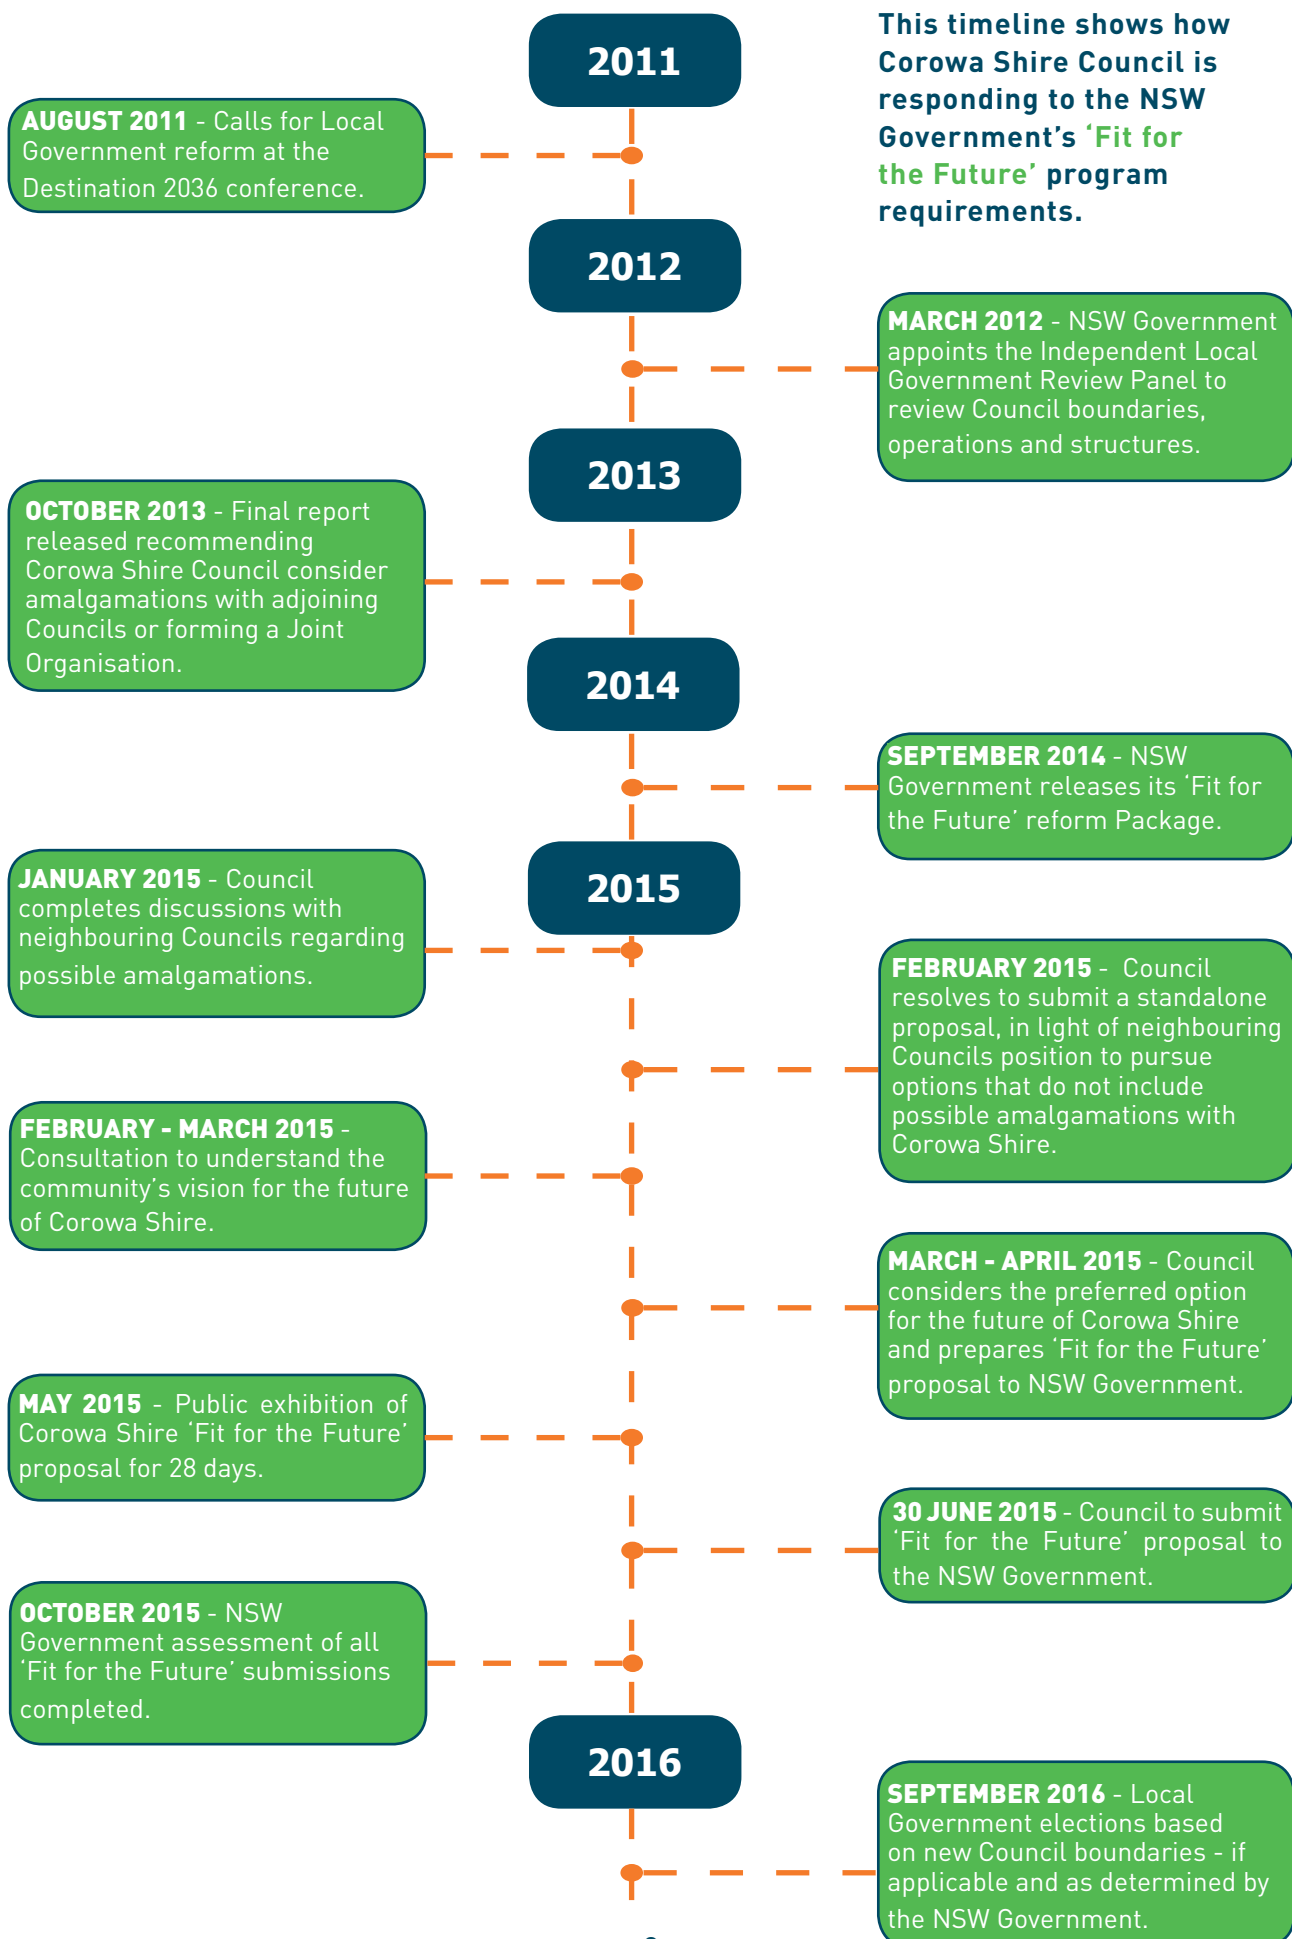 This timeline shows how
Corowa Shire Council is
responding to the NSW
Government's ‘Fit for
the Future’ program
requirements.
2011
AUGUST 2011 - Calls for Local
Government reform at the
Destination 2036 conference.
2012
MARCH 2012 - NSW Government
appoints the Independent Local
Government Review Panel to
review Council boundaries,
operations and structures.
2013
OCTOBER 2013 - Final report
released recommending
Corowa Shire Council consider
amalgamations with adjoining
Councils or forming a Joint
Organisation.
2014
SEPTEMBER 2014 - NSW
Government releases its ‘Fit for
the Future’ reform Package.
2015
JANUARY 2015 - Council
completes discussions with
neighbouring Councils regarding
possible amalgamations.
FEBRUARY 2015 - Council
resolves to submit a standalone
proposal, in light of neighbouring
Councils position to pursue
options that do not include
possible amalgamations with
Corowa Shire.
FEBRUARY - MARCH 2015 -
Consultation to understand the
community's vision for the future
of Corowa Shire.
MARCH - APRIL 2015 - Council
considers the preferred option
for the future of Corowa Shire
and prepares ‘Fit for the Future’
proposal to NSW Government.
MAY 2015 - Public exhibition of
Corowa Shire ‘Fit for the Future’
proposal for 28 days.
30 JUNE 2015 - Council to submit
‘Fit for the Future’ proposal to
the NSW Government.
OCTOBER 2015 - NSW
Government assessment of all
‘Fit for the Future’ submissions
completed.
2016
SEPTEMBER 2016 - Local
Government elections based
on new Council boundaries - if
applicable and as determined by
the NSW Government.